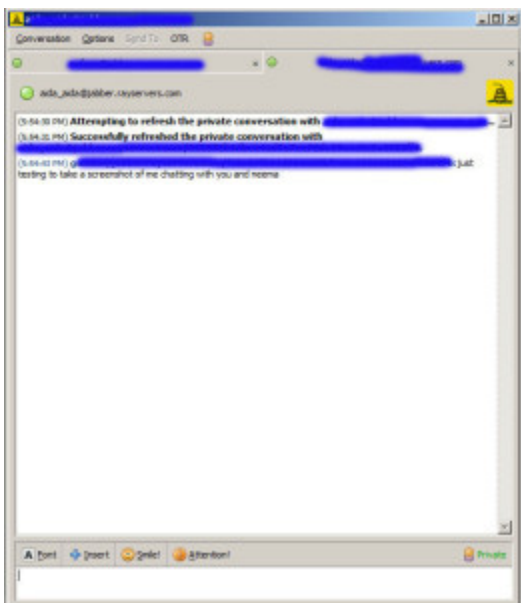 Conversation Options Send To OTR
aida_aida@jabber.rayservers.com
(5:54:30 PM) Attempting to refresh the private conversation with
(5:54:31 PM) Successfully refreshed the private conversation with
just
testing to take a screenshot of me chatting with you and neema
A Font Insert Smile! Attention! Private